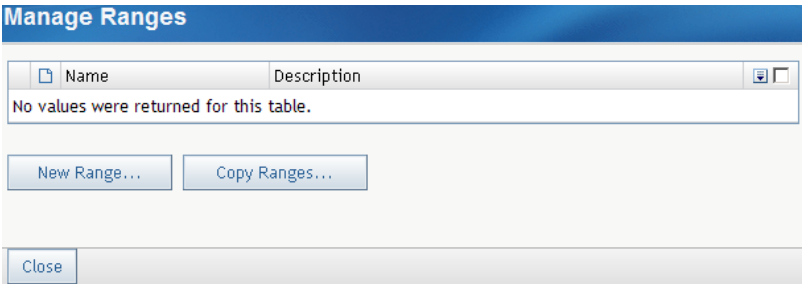 Manage Ranges
Name Description
No values were returned for this table.
New Range... Copy Ranges...
Close